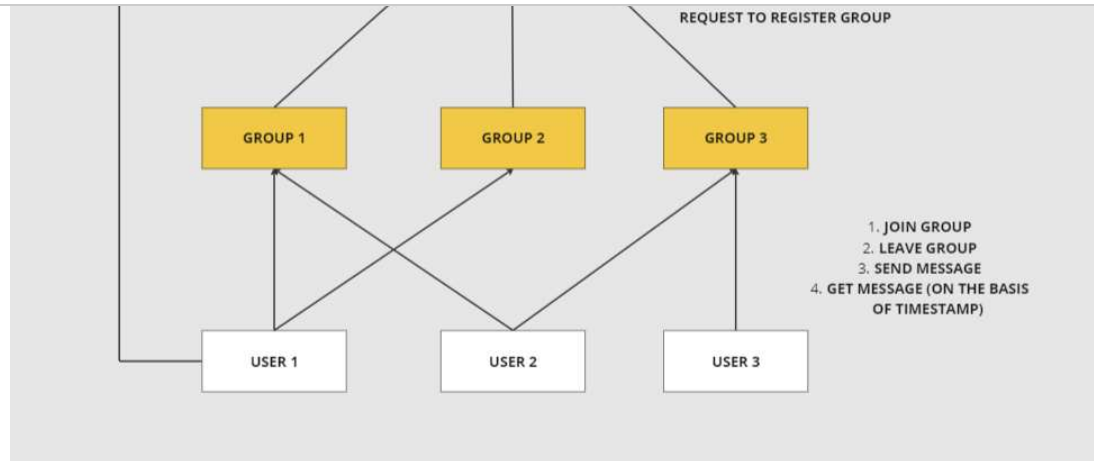 REQUEST TO REGISTER GROUP
GROUP 1
GROUP 2
GROUP 3
1. JOIN GROUP
2. LEAVE GROUP
3. SEND MESSAGE
4. GET MESSAGE (ON THE BASIS
OF TIMESTAMP)
USER 1
USER 2
USER 3